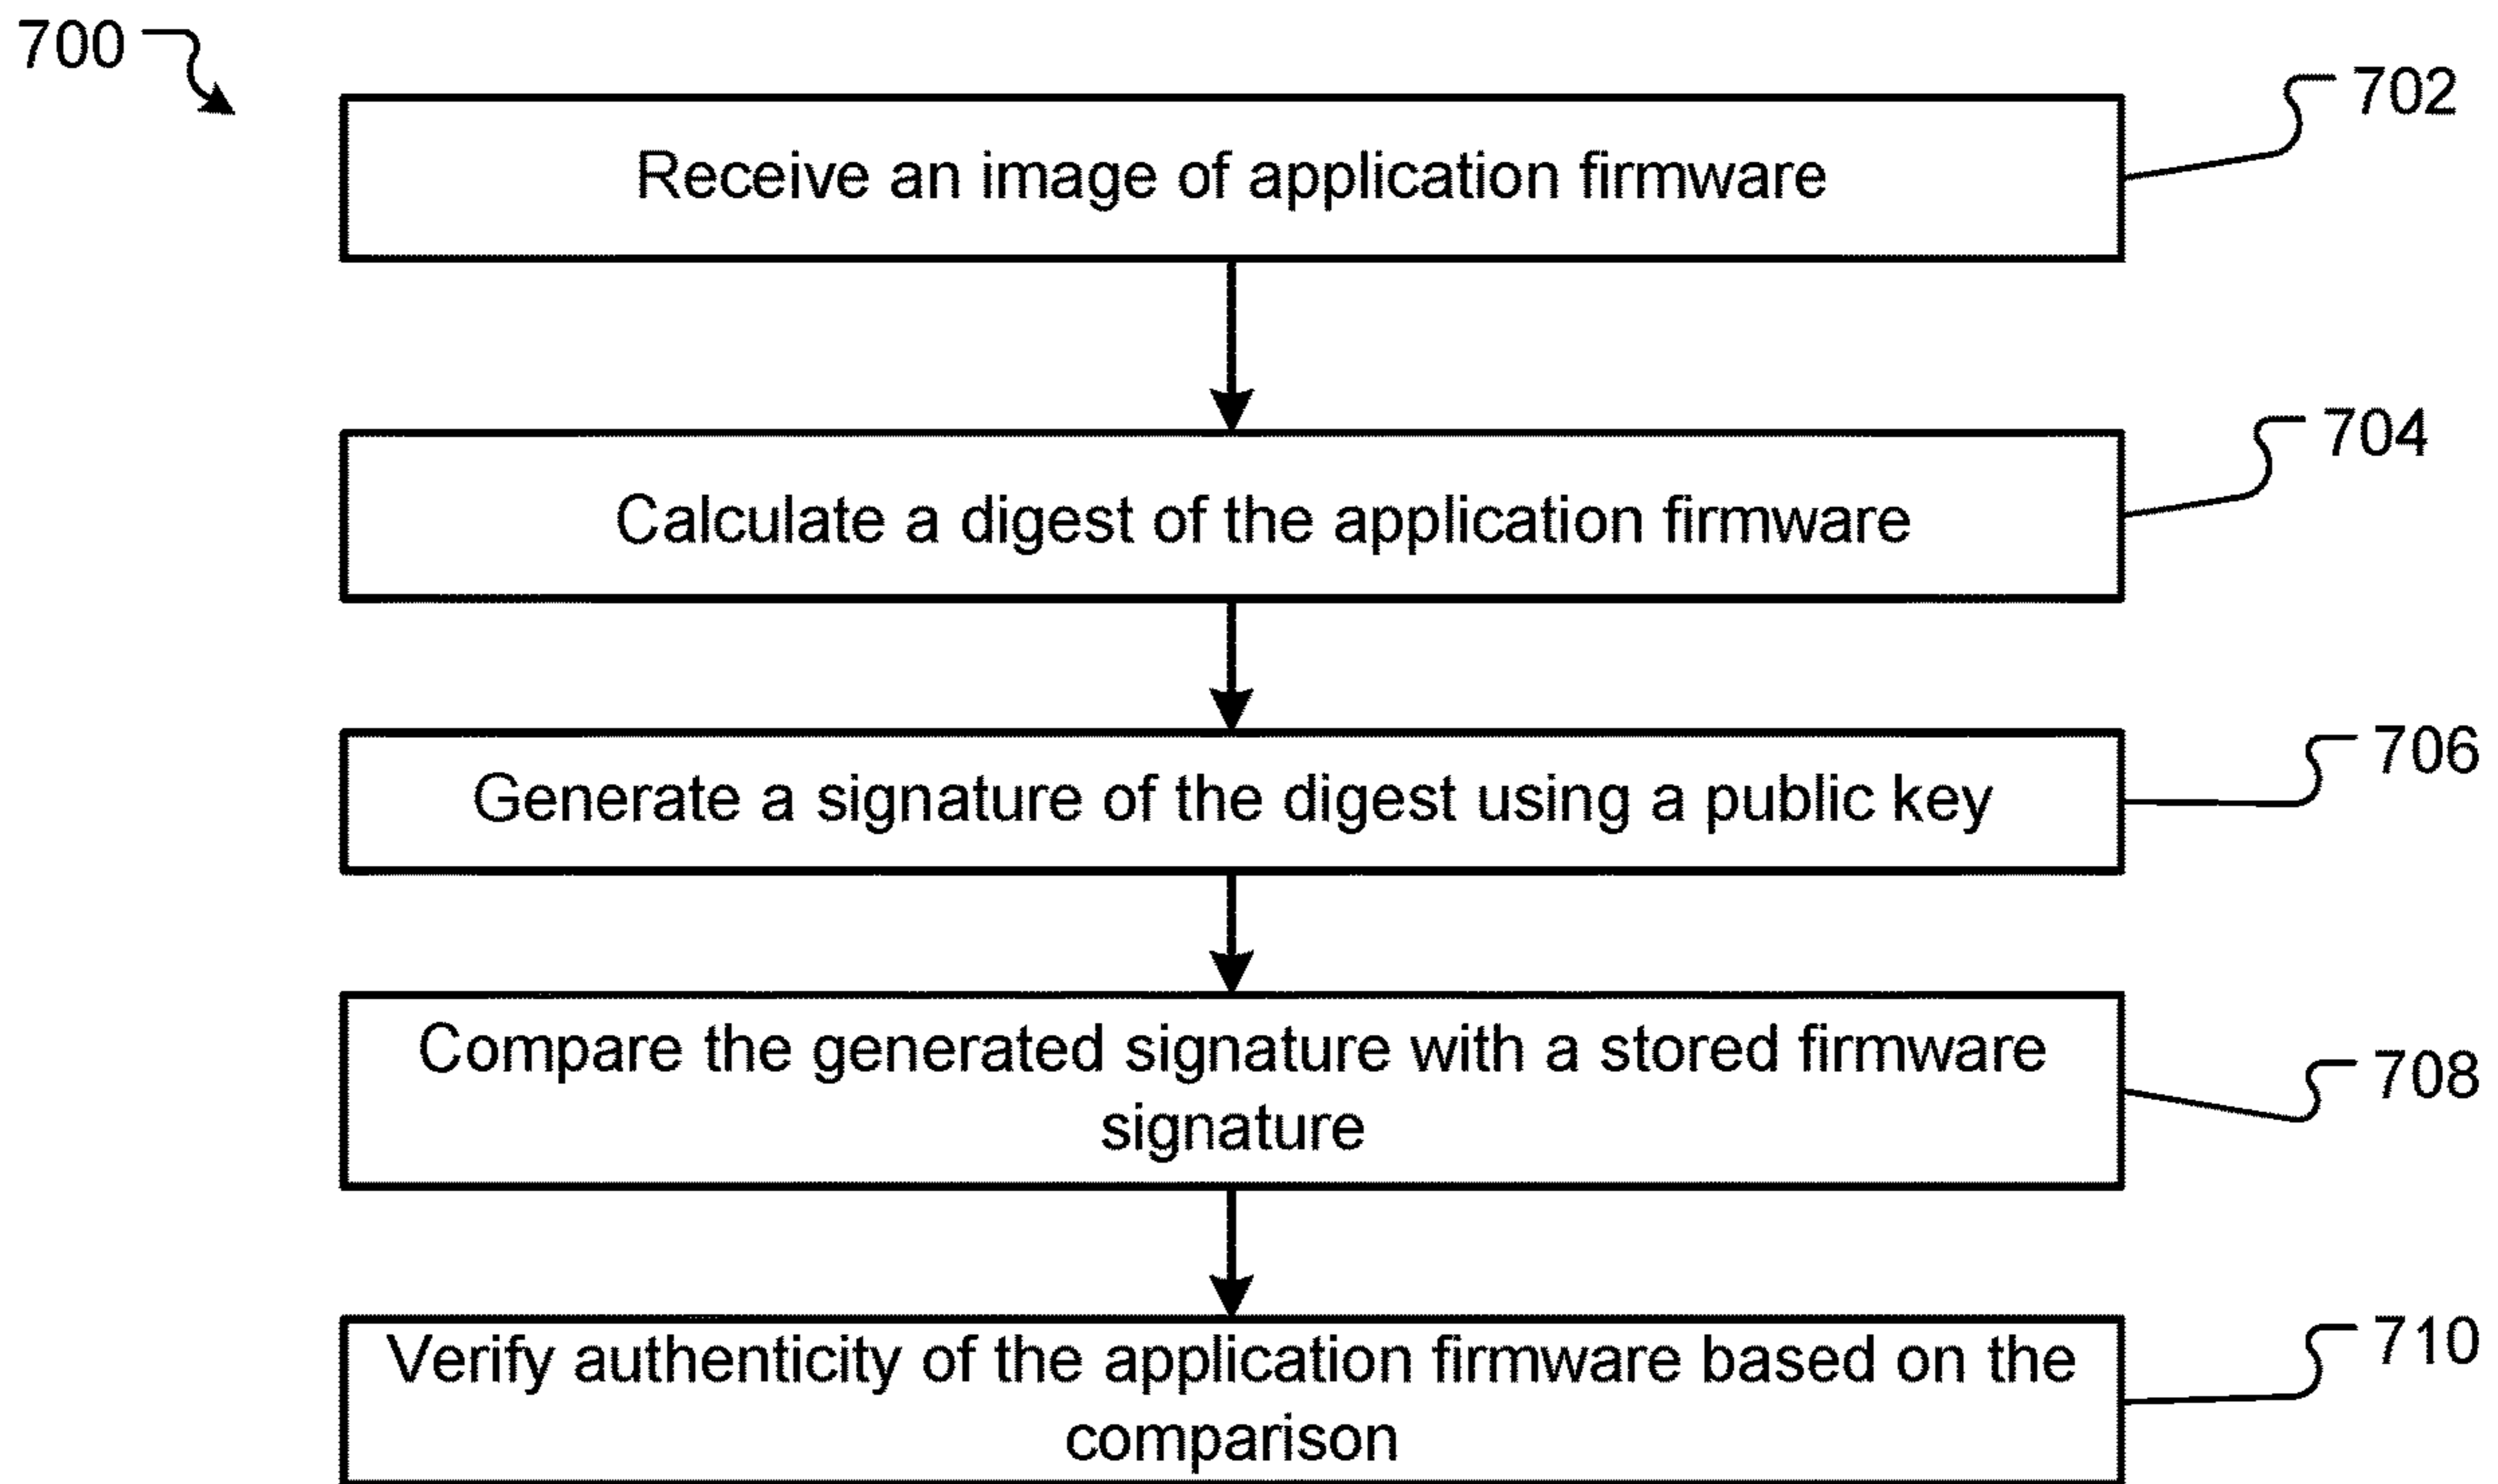 700
702
Receive an image of application firmware
704
Calculate a digest of the application firmware
706
Generate a signature of the digest using a public key
Compare the generated signature with a stored firmware
708
signature
710
Verify authenticity of the application firmware based on the
comparison